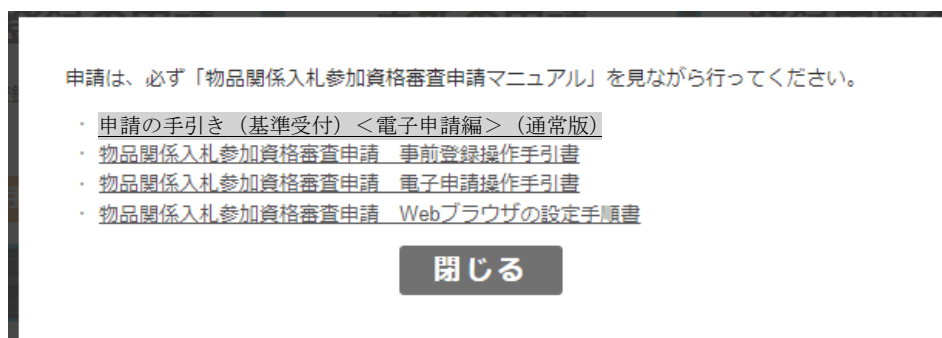 申請は、必ず「物品関係入札参加資格審査申請マニュアル」を見ながら行ってください。
・ 申請の手引き（基準受付）＜電子申請編＞（通常版）
・ 物品関係入札参加資格審査申請　事前登録操作手引書
・ 物品関係入札参加資格審査申請　電子申請操作手引書
・ 物品関係入札参加資格審査申請　Webブラウザの設定手順書
閉じる